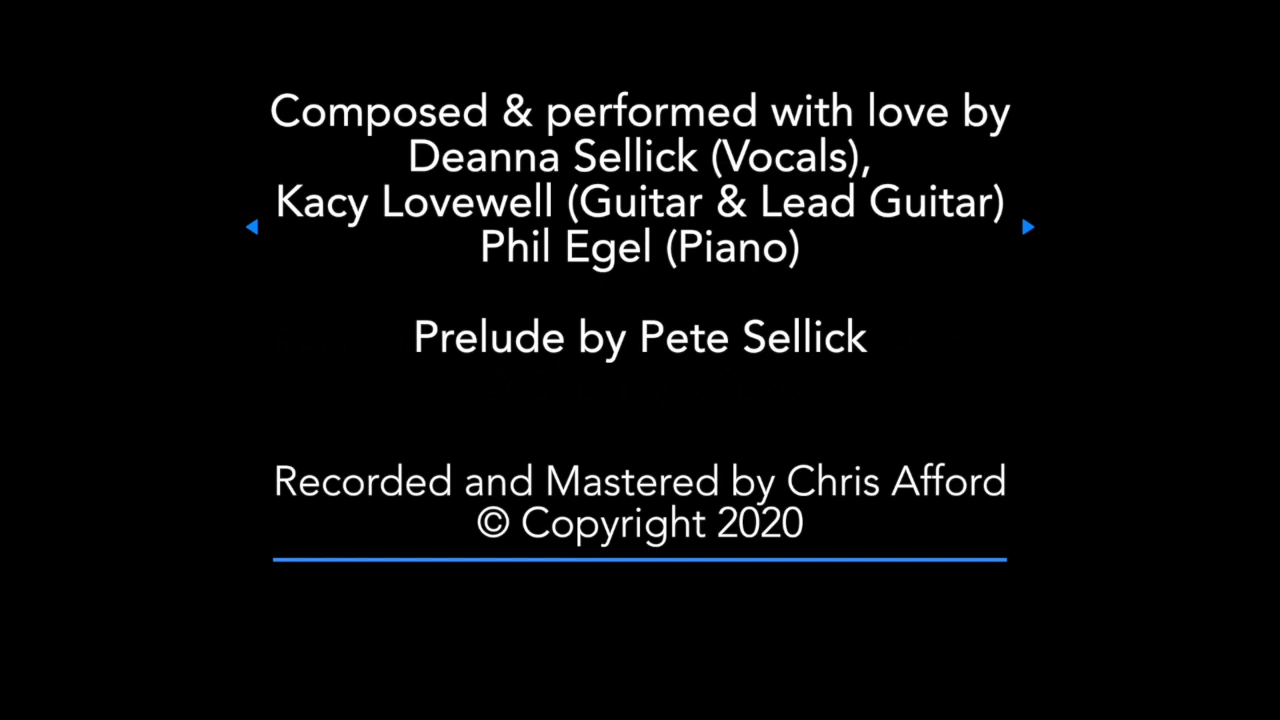 Composed & performed with love by
Deanna Sellick (Vocals),
Kacy Lovewell (Guitar & Lead Guitar)
Phil Egel (Piano)
Prelude by Pete Sellick
Recorded and Mastered by Chris Afford
© Copyright 2020